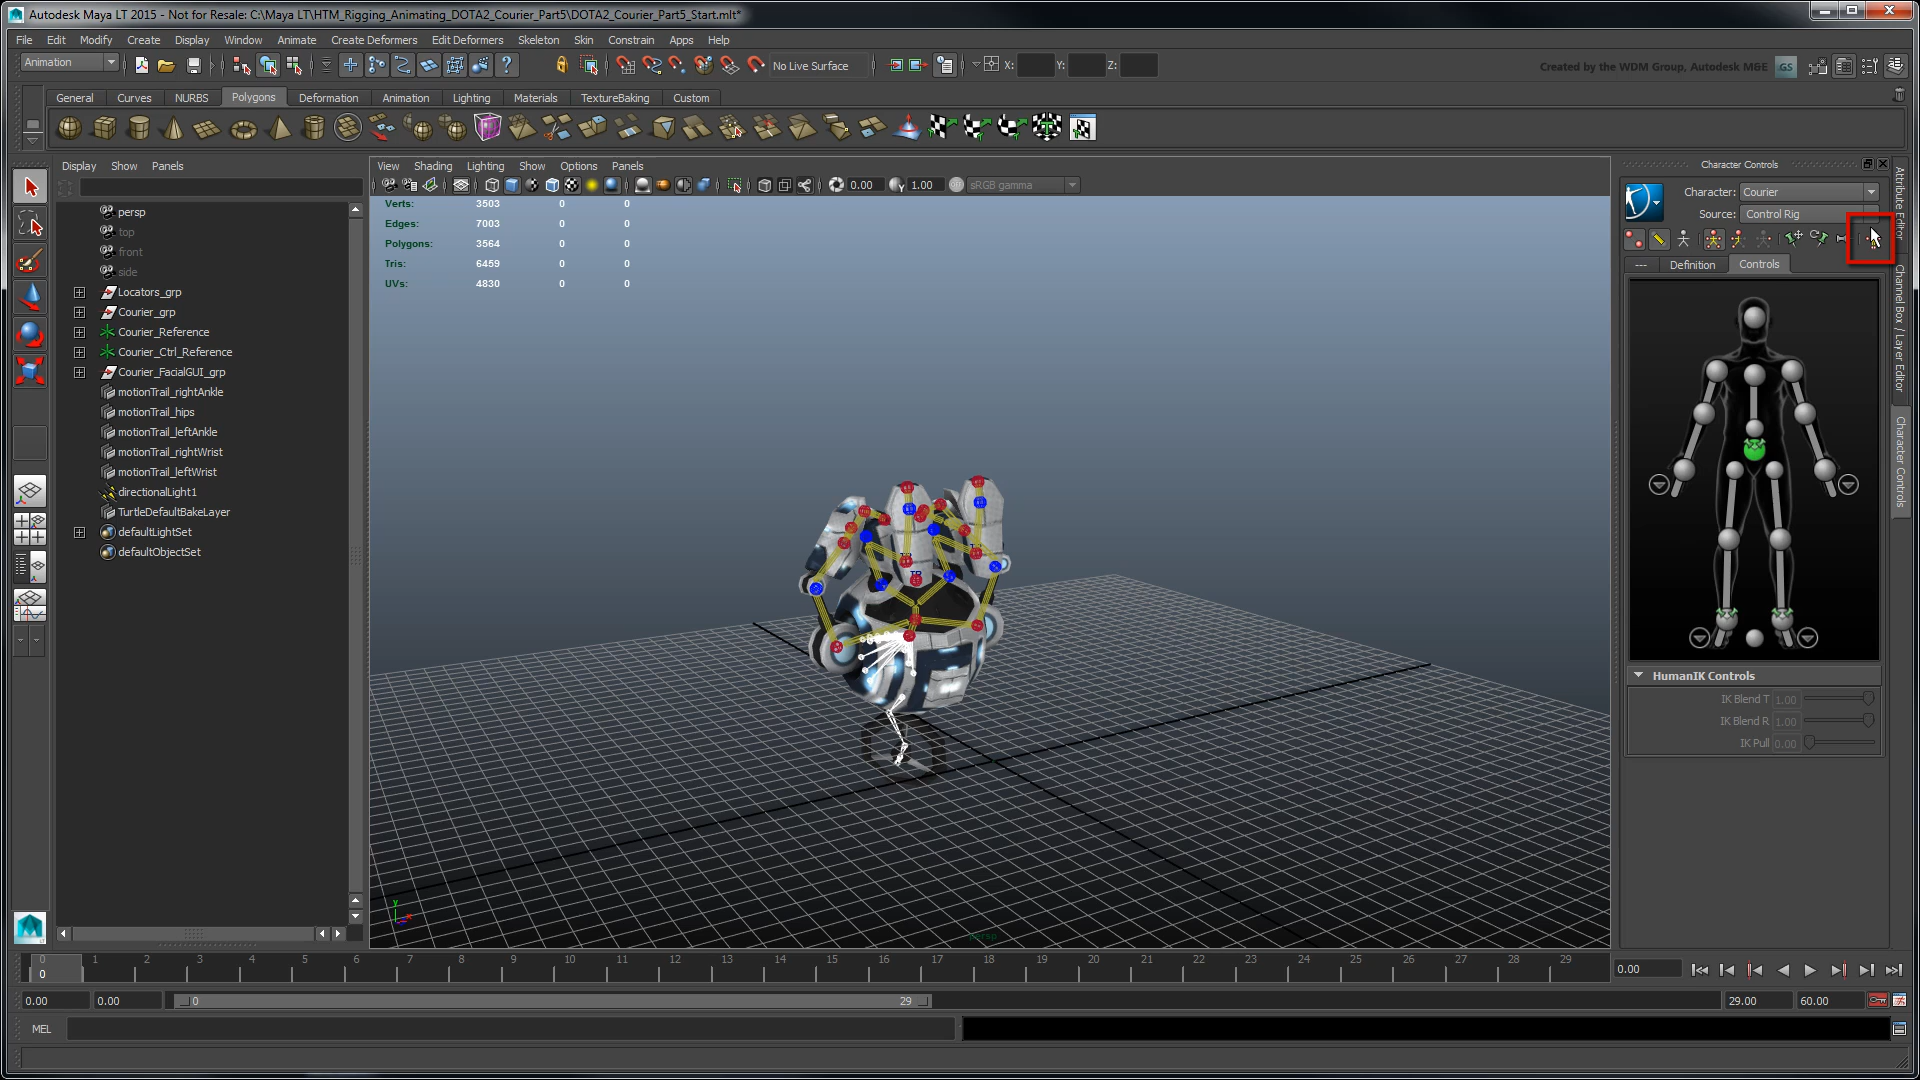 Autodesk Maya LT 2015 - Not for Resale: C:\Maya LT\HTM_Rigging_Animating_DOTA2_Courier_Part5\DOTA2_Courier_Part5_Start.mlt*
File Edit Modify Create Display Window Animate Create Deformers Edit Deformers Skeleton Skin Constrain Apps Help
Animation No Live Surface X: Y: Z: Created by the WDM Group, Autodesk M&E GS
General Curves NURBS Polygons Deformation Animation Lighting Materials TextureBaking Custom
Display Show Panels
persp
top
front
side
Locators_grp
Courier_grp
Courier_Reference
Courier_Ctrl_Reference
Courier_FacialGUI_grp
motionTrail_rightAnkle
motionTrail_hips
motionTrail_leftAnkle
motionTrail_rightWrist
motionTrail_leftWrist
directionalLight1
TurtleDefaultBakeLayer
defaultLightSet
defaultObjectSet
View Shading Lighting Show Options Panels
0.00 1.00 sRGB gamma
Verts: 3503 0 0
Edges: 7003 0 0
Polygons: 3564 0 0
Tris: 6459 0 0
UVs: 4830 0 0
y
persp
Character Controls
Character: Courier
Source: Control Rig
--- Definition Controls
HumanIK Controls
IK Blend T 1.00
IK Blend R 1.00
IK Pull 0.00
Attribute Editor
Channel Box / Layer Editor
Character Controls
0 1 2 3 4 5 6 7 8 9 10 11 12 13 14 15 16 17 18 19 20 21 22 23 24 25 26 27 28 29
0
0.00
0.00 0.00 0 29 29.00 60.00
MEL